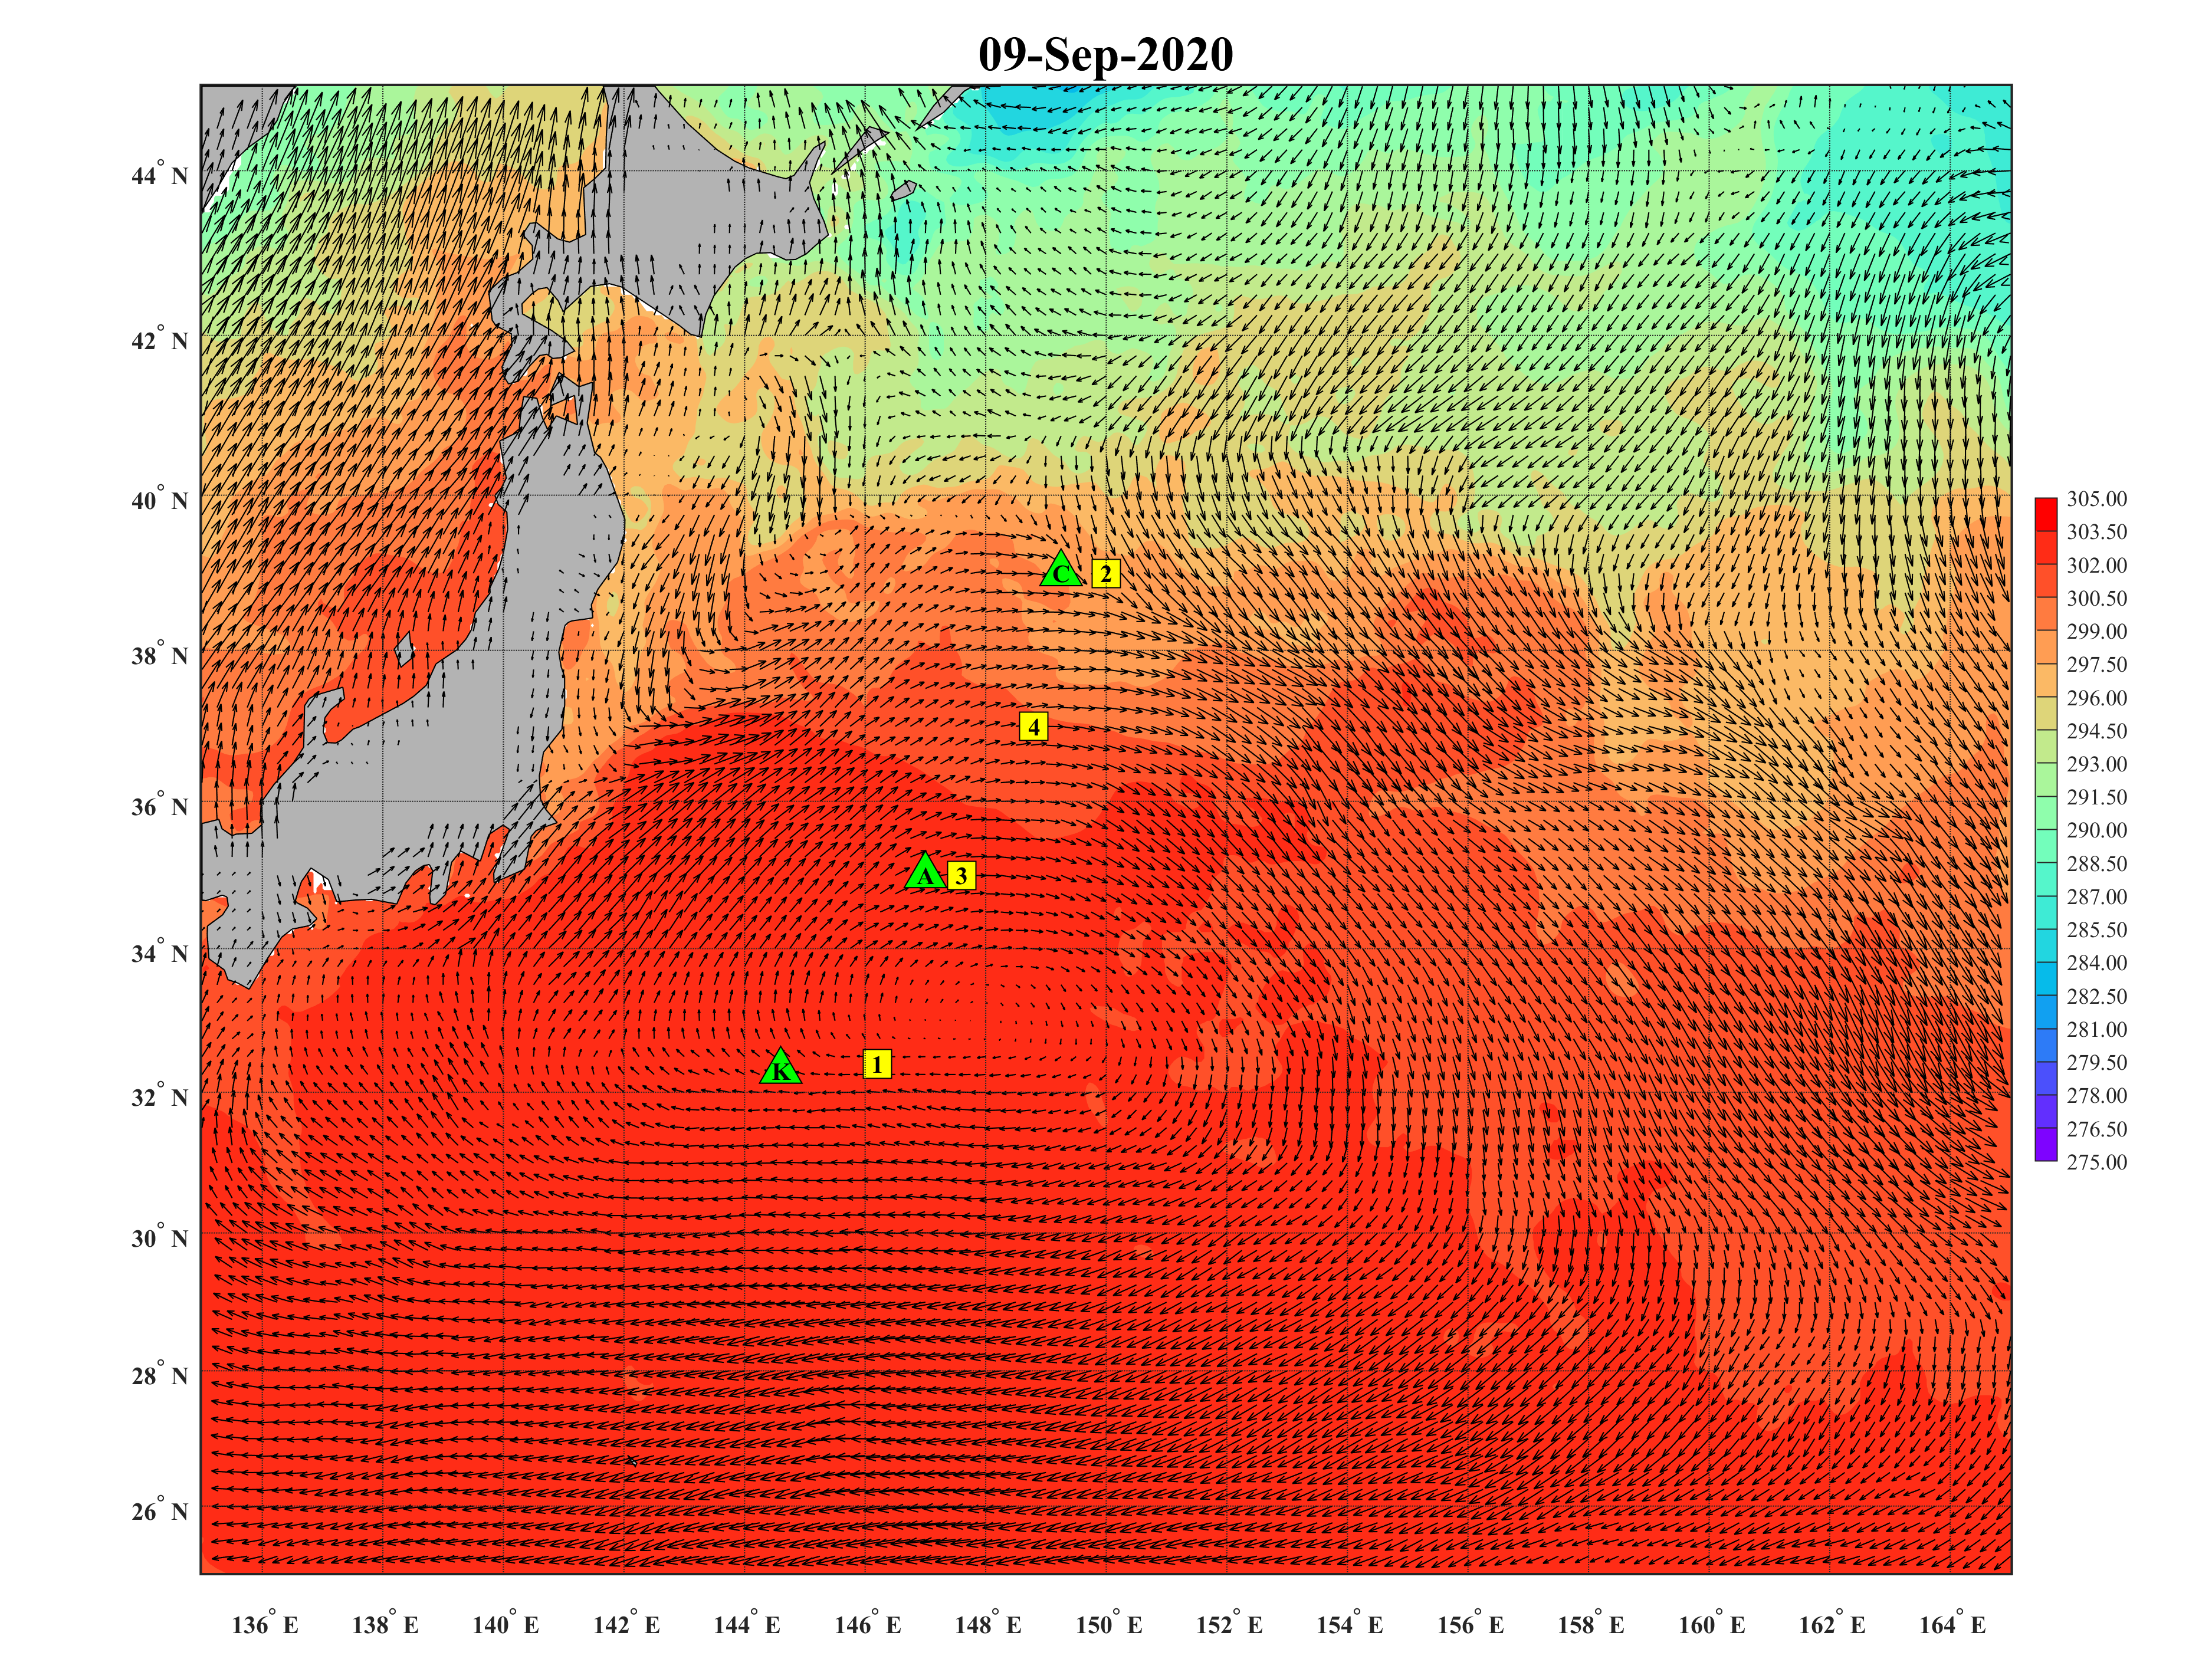 09-Sep-2020
44° N
42° N
40° N
38° N
36° N
34° N
32° N
30° N
28° N
26° N
C
2
4
A
3
K
1
136° E
138° E
140° E
142° E
144° E
146° E
148° E
150° E
152° E
154° E
156° E
158° E
160° E
162° E
164° E
305.00
303.50
302.00
300.50
299.00
297.50
296.00
294.50
293.00
291.50
290.00
288.50
287.00
285.50
284.00
282.50
281.00
279.50
278.00
276.50
275.00